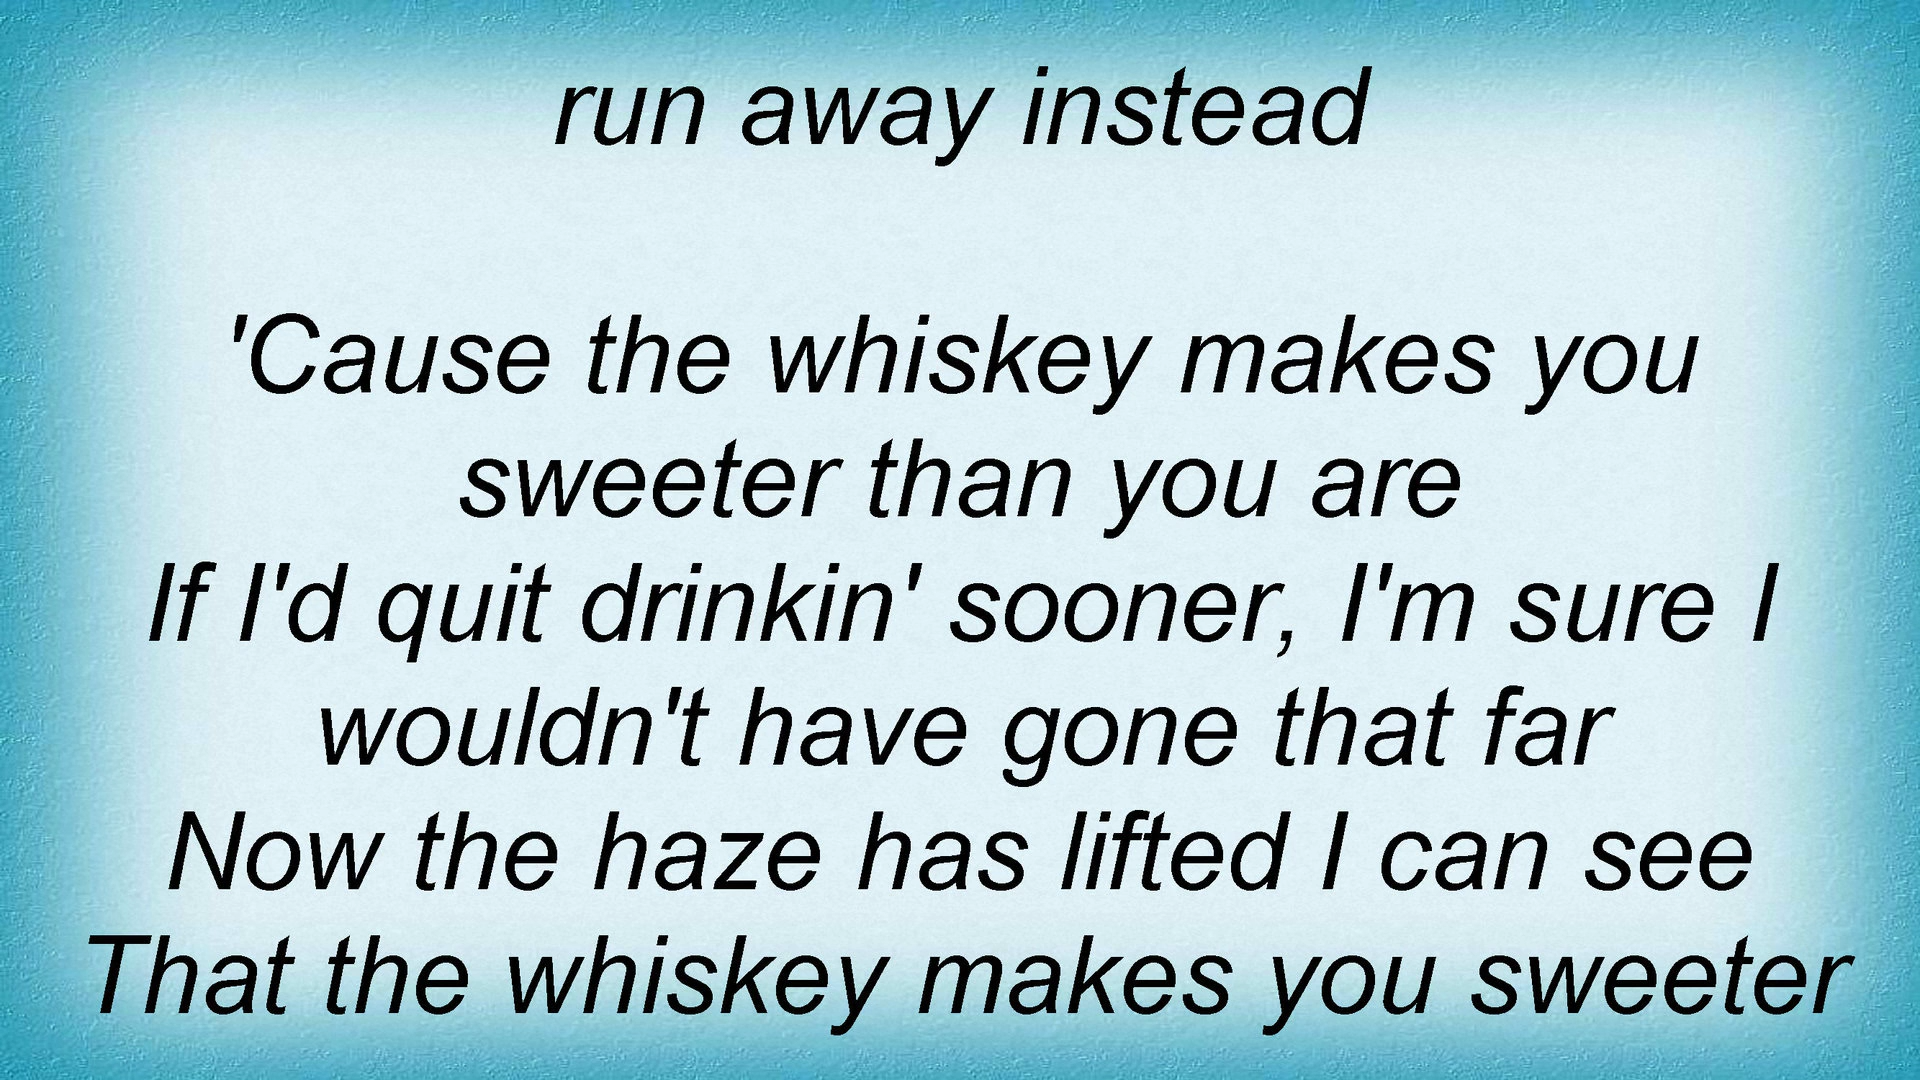 run away instead
'Cause the whiskey makes you
sweeter than you are
If I'd quit drinkin' sooner, I'm sure I
wouldn't have gone that far
Now the haze has lifted I can see
That the whiskey makes you sweeter